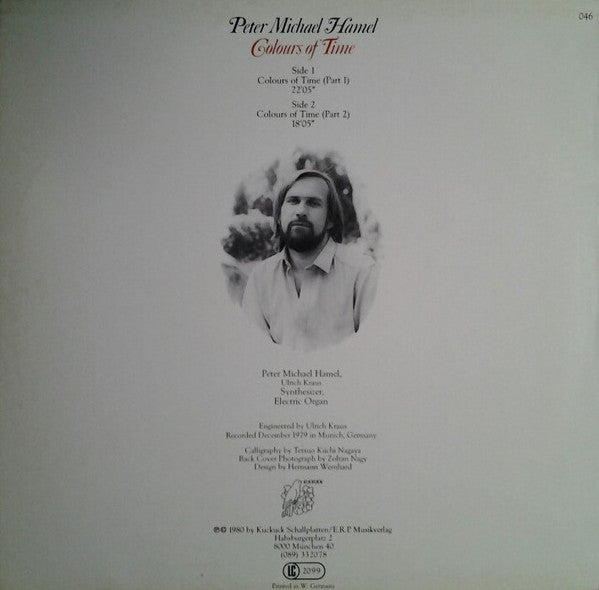 Peter Michael Hamel
046
Colours of Time
Side 1
Colours of Time (Part 1)
22'05"
Side 2
Colours of Time (Part 2)
18'05"
Peter Michael Hamel,
Ulrich Kraus
Synthesizer,
Electric Organ
Engineered by Ulrich Kraus
Recorded December 1979 in Munich, Germany
Calligraphy by Tetsuo Kiichi Nagaya
Back Cover Photograph by Zoltan Nagy
Design by Hermann Wernhard
℗© 1980 by Kuckuck Schallplatten/E.R.P. Musikverlag
Habsburgerplatz 2
8000 München 40
(089) 332078
LC 2099
Printed in W. Germany